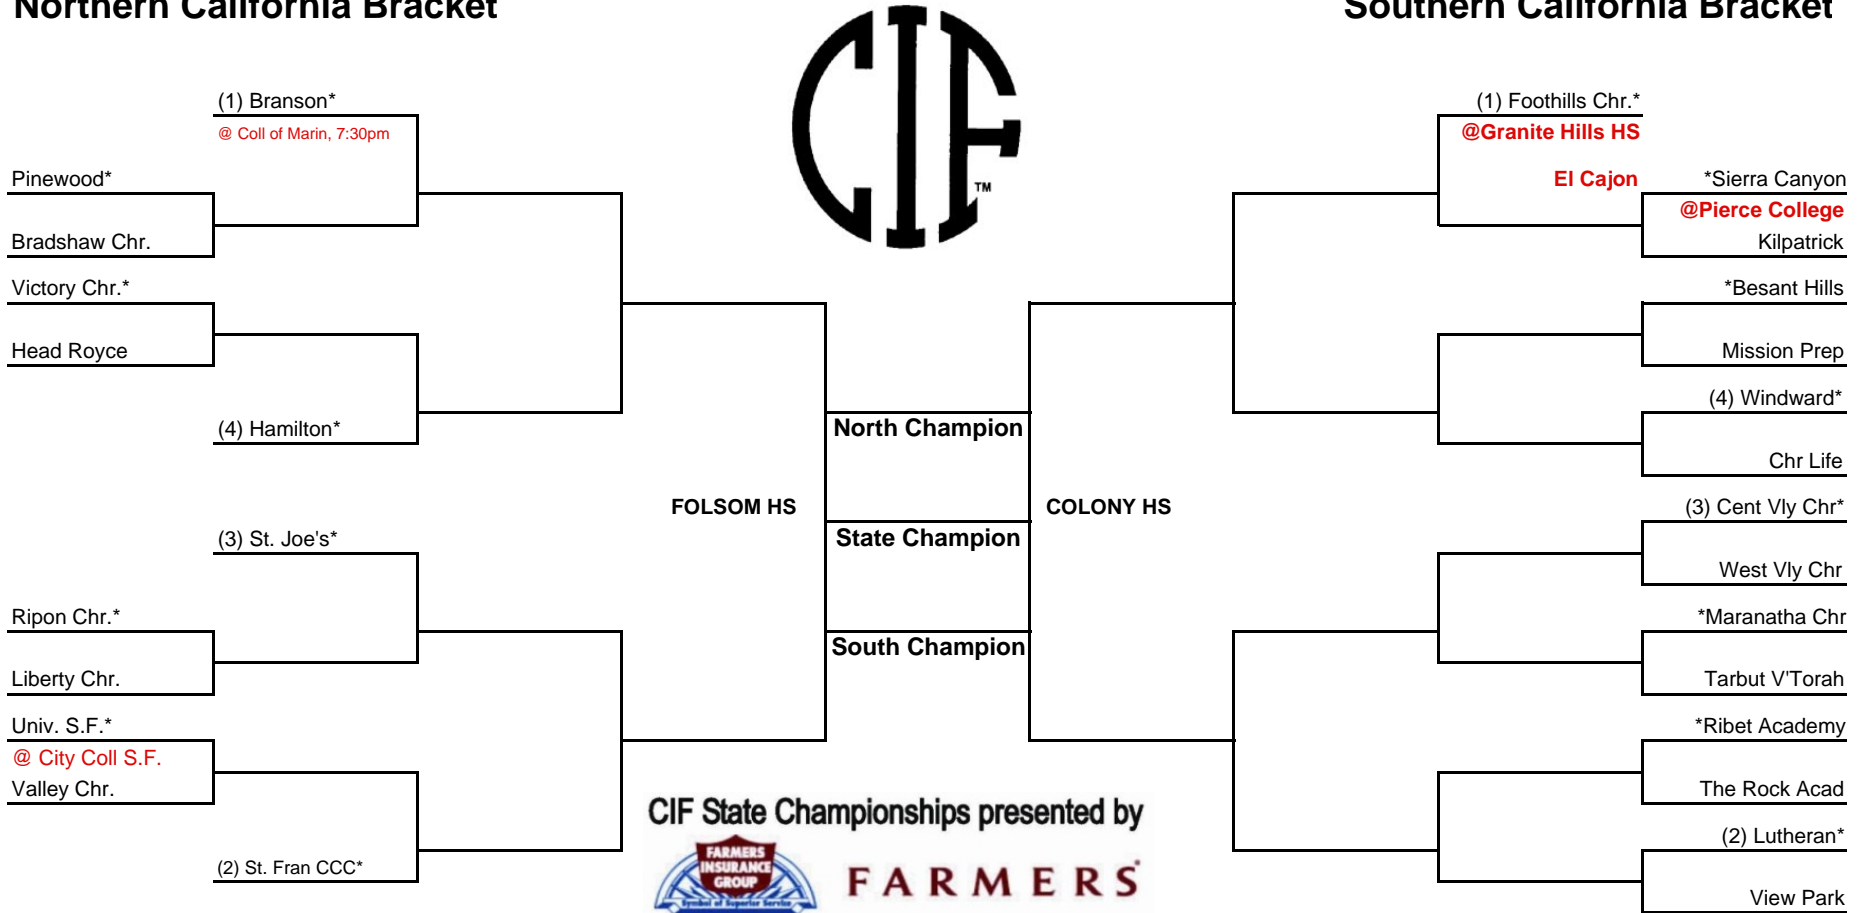 Northern California Bracket
Southern California Bracket
CIF
TM
(1) Branson*
@ Coll of Marin, 7:30pm
Pinewood*
Bradshaw Chr.
Victory Chr.*
Head Royce
(4) Hamilton*
(3) St. Joe's*
Ripon Chr.*
Liberty Chr.
Univ. S.F.*
@ City Coll S.F.
Valley Chr.
(2) St. Fran CCC*
FOLSOM HS
North Champion
State Champion
South Champion
COLONY HS
(1) Foothills Chr.*
@Granite Hills HS
El Cajon
*Sierra Canyon
@Pierce College
Kilpatrick
*Besant Hills
Mission Prep
(4) Windward*
Chr Life
(3) Cent Vly Chr*
West Vly Chr
*Maranatha Chr
Tarbut V'Torah
*Ribet Academy
The Rock Acad
(2) Lutheran*
View Park
CIF State Championships presented by
FARMERS
INSURANCE
GROUP
Symbol of Superior Service
FARMERS®